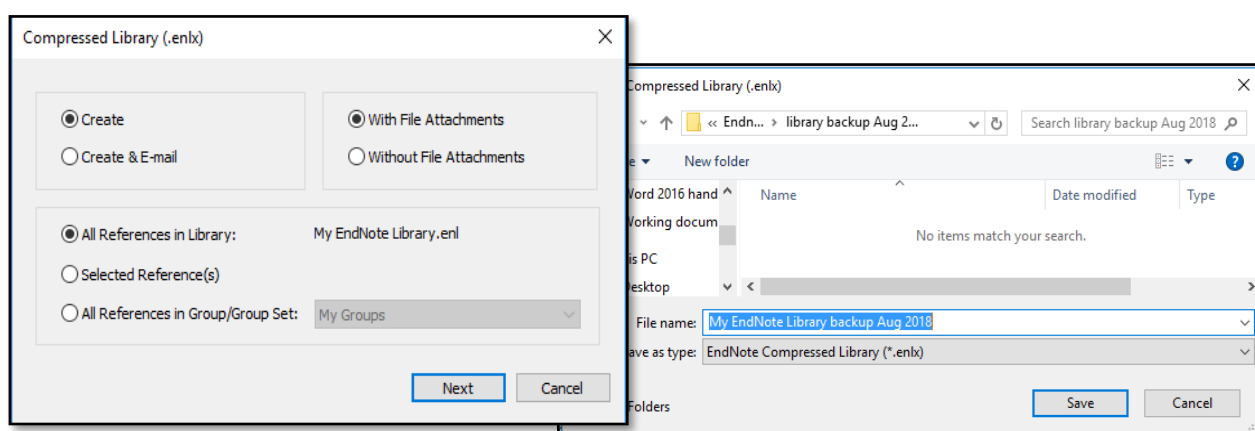 Compressed Library (.enlx)
Create
Create & E-mail
With File Attachments
Without File Attachments
All References in Library: My EndNote Library.enl
Selected Reference(s)
All References in Group/Group Set: My Groups
Next Cancel
Compressed Library (.enlx)
« Endn... › library backup Aug 2... Search library backup Aug 2018
New folder
Word 2016 hand Name Date modified Type
Working docum
No items match your search.
is PC
esktop
File name: My EndNote Library backup Aug 2018
ave as type: EndNote Compressed Library (*.enlx)
Folders Save Cancel